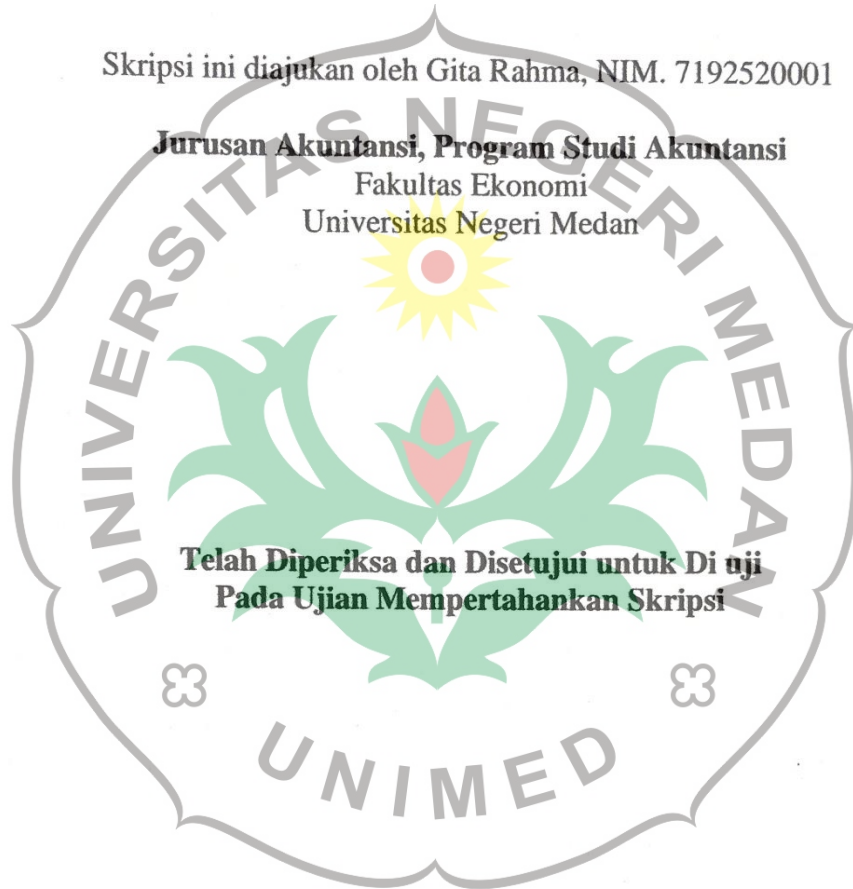 Skripsi ini diajukan oleh Gita Rahma, NIM. 7192520001
Jurusan Akuntansi, Program Studi Akuntansi
Fakultas Ekonomi
Universitas Negeri Medan
Telah Diperiksa dan Disetujui untuk Di uji
Pada Ujian Mempertahankan Skripsi
UNIVERSITAS NEGERI MEDAN
UNIMED